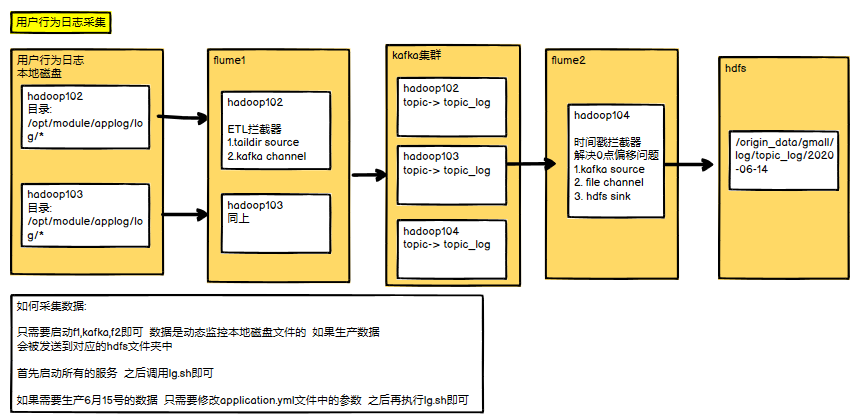 用户行为日志采集
用户行为日志
本地磁盘
hadoop102
目录:
/opt/module/applog/lo
g/*
hadoop103
目录:
/opt/module/applog/lo
g/*
flume1
hadoop102
ETL拦截器
1.taildir source
2.kafka channel
hadoop103
同上
kafka集群
hadoop102
topic-> topic_log
hadoop103
topic-> topic_log
hadoop104
topic-> topic_log
flume2
hadoop104
时间戳拦截器
解决0点偏移问题
1.kafka source
2. file channel
3. hdfs sink
hdfs
/origin_data/gmall/
log/topic_log/2020
-06-14
如何采集数据:
只需要启动f1,kafka,f2即可 数据是动态监控本地磁盘文件的 如果生产数据
会被发送到对应的hdfs文件夹中
首先启动所有的服务 之后调用lg.sh即可
如果需要生产6月15号的数据 只需要修改application.yml文件中的参数 之后再执行lg.sh即可